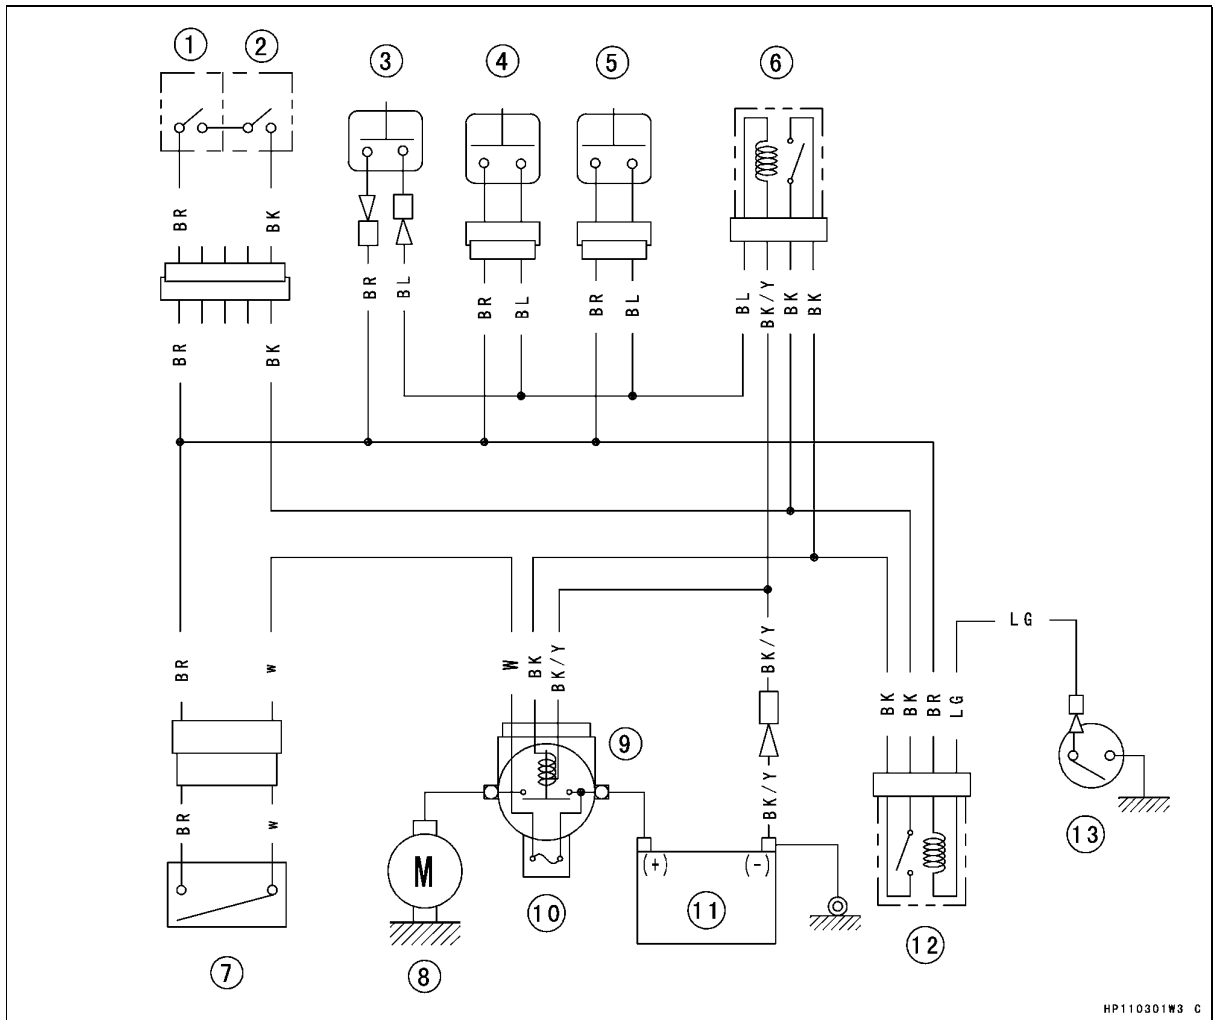 1 2 3 4 5 6
BR BK
BR BL BR BL BR BL BL BK/Y BK BK
BR BK
LG
BR w W BK BK/Y BK/Y BK BK BR LG
9
BR w BK/Y
13
M (+) (-)
10 11 12
7 8
HP110301W3 C